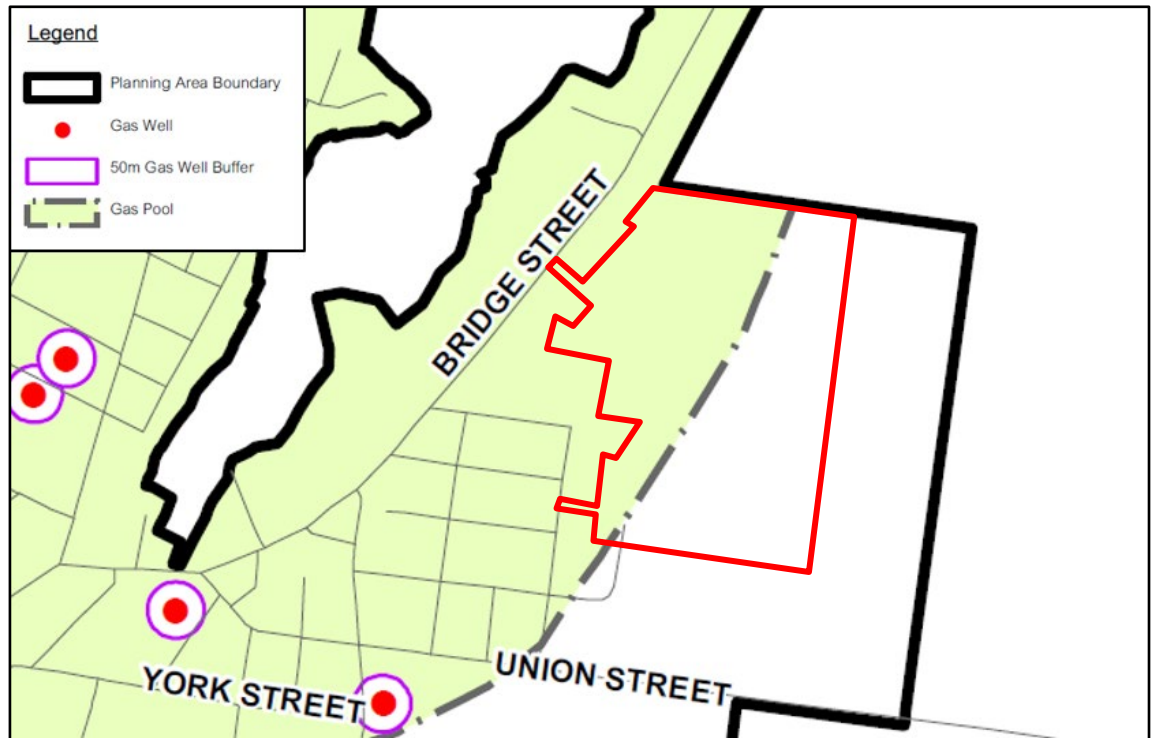 Legend
Planning Area Boundary
Gas Well
50m Gas Well Buffer
Gas Pool
BRIDGE STREET
UNION STREET
YORK STREET